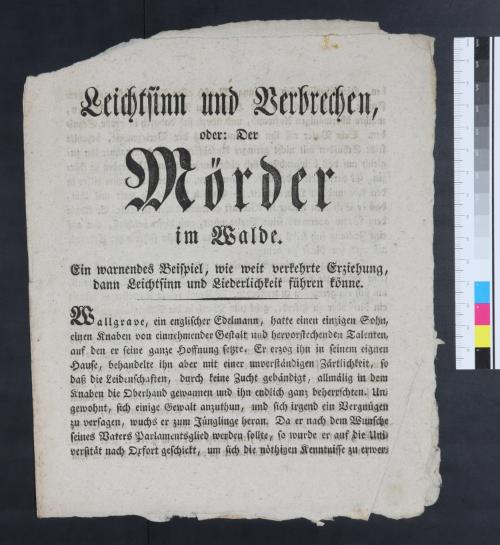 Leichtsinn und Verbrechen,
oder: Der
Mörder
im Walde.
Ein warnendes Beispiel, wie weit verkehrte Erziehung,
dann Leichtsinn und Liederlichkeit führen könne.
Wallgrave, ein englischer Edelmann, hatte einen einzigen Sohn,
einen Knaben von einnehmender Gestalt und hervorstechenden Talenten,
auf den er seine ganze Hoffnung setzte. Er erzog ihn in seinem eignen
Hause, behandelte ihn aber mit einer unverständigen Zärtlichkeit, so
daß die Leidenschaften, durch keine Zucht gebändigt, allmälig in dem
Knaben die Oberhand gewannen und ihn endlich ganz beherrschten. Un-
gewohnt, sich einige Gewalt anzuthun, und sich irgend ein Vergnügen
zu versagen, wuchs er zum Jünglinge heran. Da er nach dem Wunsche
seines Vaters Parlamentsglied werden sollte, so wurde er auf die Uni-
versität nach Oxfort geschickt, um sich die nöthigen Kenntnisse zu erwer-